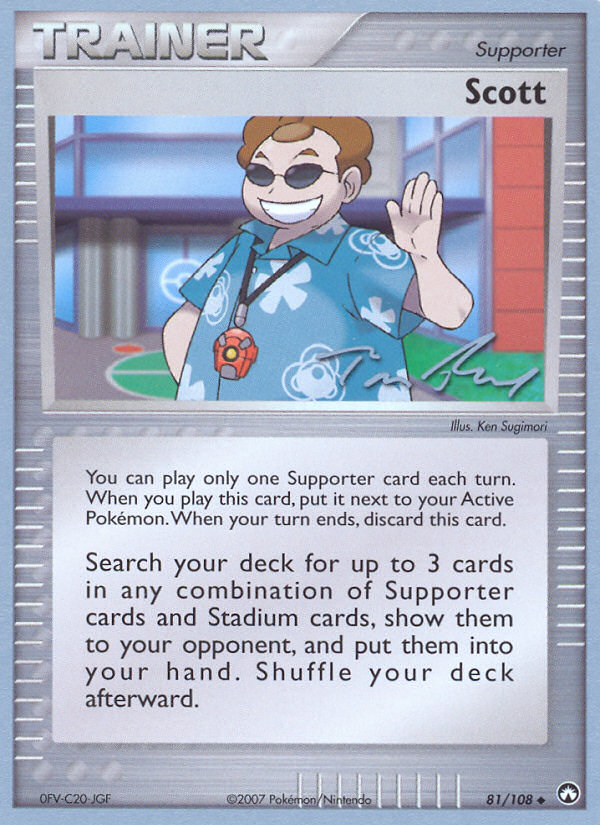 TRAINER
Supporter
Scott
Illus. Ken Sugimori
You can play only one Supporter card each turn.
When you play this card, put it next to your Active
Pokémon. When your turn ends, discard this card.
Search your deck for up to 3 cards
in any combination of Supporter
cards and Stadium cards, show them
to your opponent, and put them into
your hand. Shuffle your deck
afterward.
0FV-C20-JGF
©2007 Pokémon/Nintendo
81/108